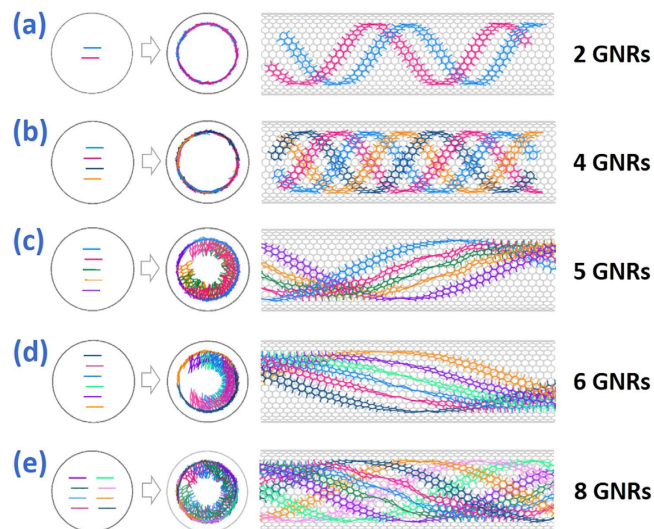 (a)
2 GNRs
(b)
4 GNRs
(c)
5 GNRs
(d)
6 GNRs
(e)
8 GNRs